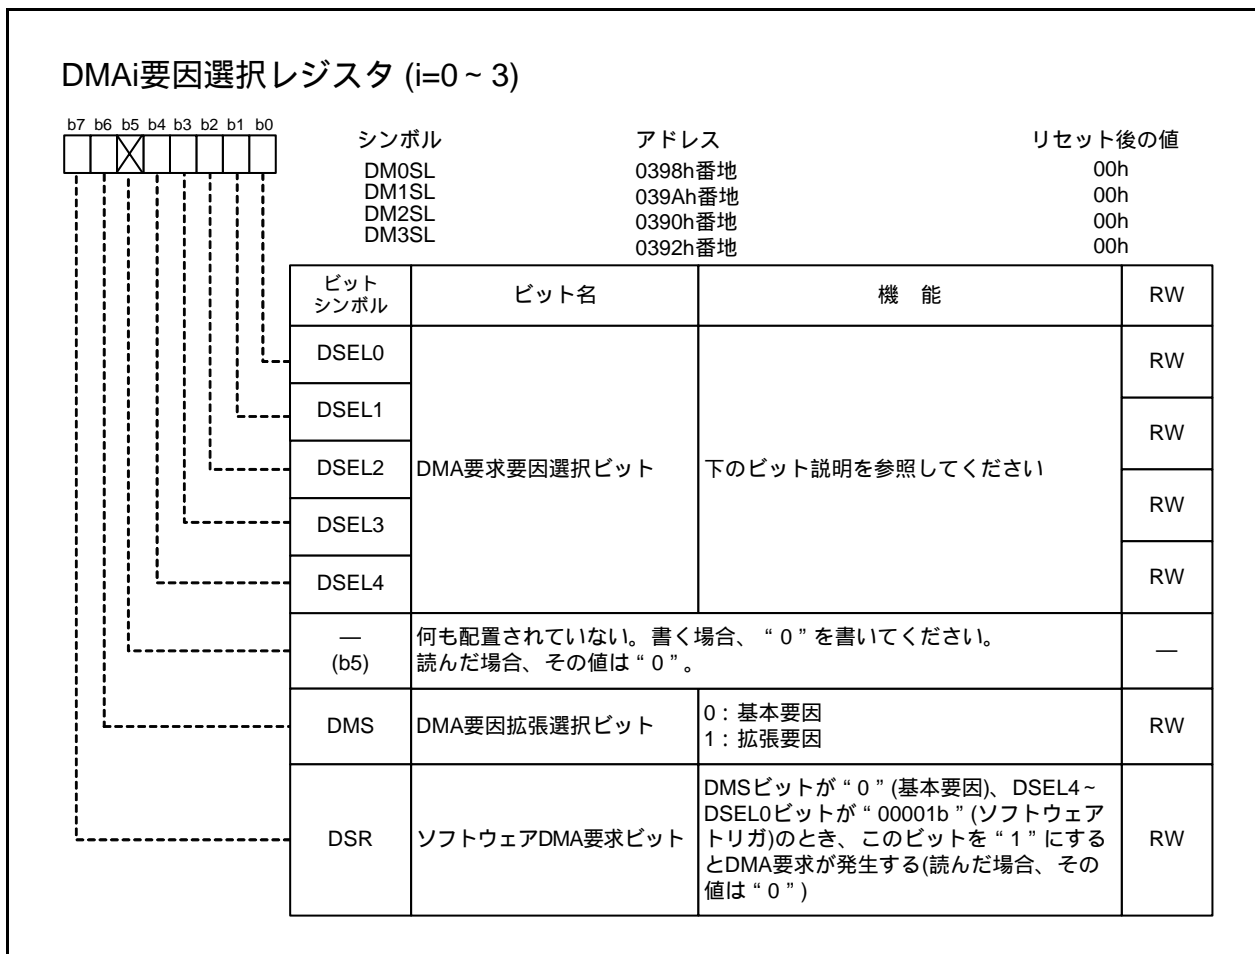 DMAi要因選択レジスタ (i=0~3)
b7 b6 b5 b4 b3 b2 b1 b0
シンボル アドレス リセット後の値
DM0SL 0398h番地 00h
DM1SL 039Ah番地 00h
DM2SL 0390h番地 00h
DM3SL 0392h番地 00h
ビット
シンボル
ビット名
機 能
RW
DSEL0
DSEL1
DSEL2
DSEL3
DSEL4
DMA要求要因選択ビット
下のビット説明を参照してください
RW
RW
RW
RW
—
(b5)
何も配置されていない。書く場合、“0”を書いてください。
読んだ場合、その値は“0”。
—
DMS
DMA要因拡張選択ビット
0:基本要因
1:拡張要因
RW
DSR
ソフトウェアDMA要求ビット
DMSビットが“0”(基本要因)、DSEL4~
DSEL0ビットが“00001b”(ソフトウェア
トリガ)のとき、このビットを“1”にする
とDMA要求が発生する(読んだ場合、その
値は“0”)
RW